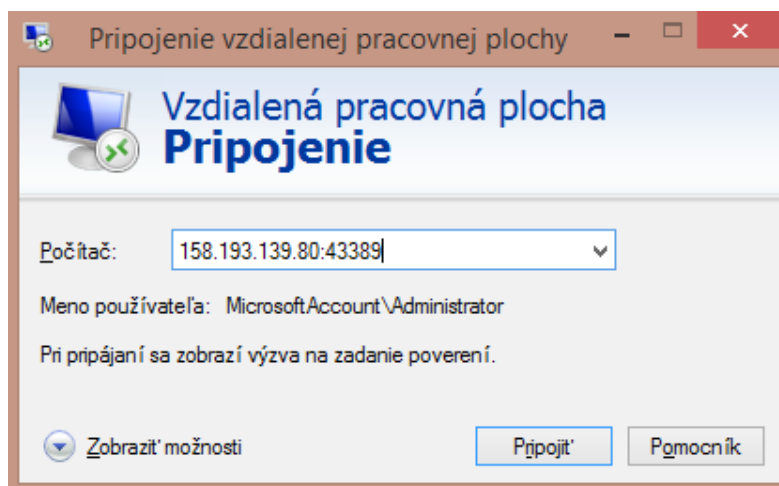 Pripojenie vzdialenej pracovnej plochy
Vzdialená pracovná plocha
Pripojenie
Počítač: 158.193.139.80:43389
Meno používateľa: MicrosoftAccount\Administrator
Pri pripájaní sa zobrazí výzva na zadanie poverení.
Zobraziť možnosti Pripojiť Pomocník